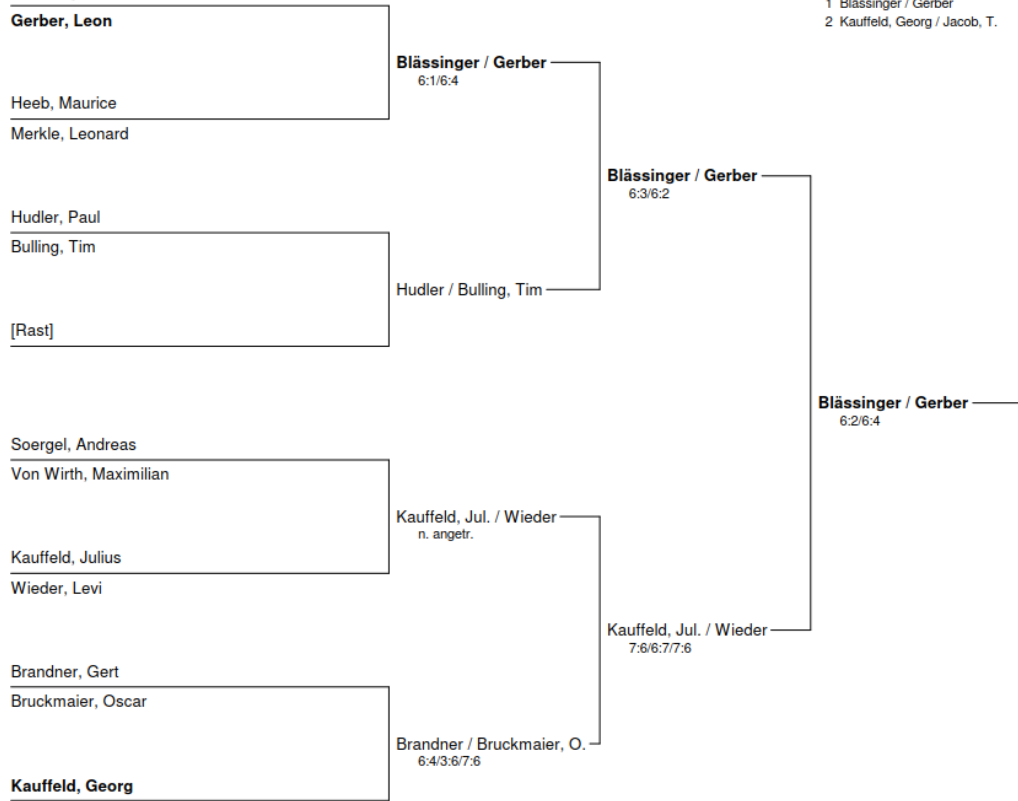 1 Blässinger / Gerber
2 Kauffeld, Georg / Jacob, T.
Gerber, Leon
Blässinger / Gerber
6:1/6:4
Heeb, Maurice
Merkle, Leonard
Blässinger / Gerber
6:3/6:2
Hudler, Paul
Bulling, Tim
Hudler / Bulling, Tim
[Rast]
Blässinger / Gerber
6:2/6:4
Soergel, Andreas
Von Wirth, Maximilian
Kauffeld, Jul. / Wieder
n. angetr.
Kauffeld, Julius
Wieder, Levi
Kauffeld, Jul. / Wieder
7:6/6:7/7:6
Brandner, Gert
Bruckmaier, Oscar
Brandner / Bruckmaier, O.
6:4/3:6/7:6
Kauffeld, Georg